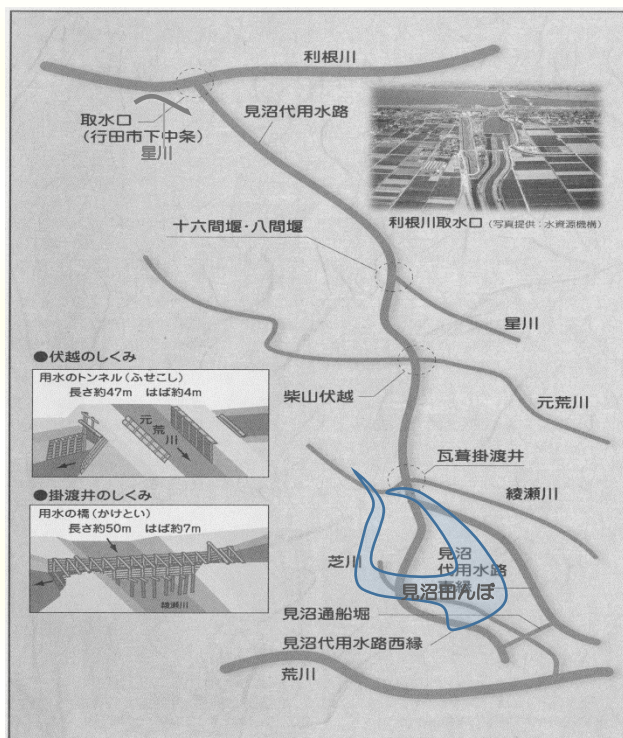 利根川
取水口
(行田市下中条)
星川
見沼代用水路
利根川取水口 (写真提供:水資源機構)
十六間堰・八間堰
星川
●伏越のしくみ
用水のトンネル(ふせこし)
長さ約47m はば約4m
元荒川
柴山伏越
元荒川
瓦葺掛渡井
綾瀬川
●掛渡井のしくみ
用水の橋(かけとい)
長さ約50m はば約7m
綾瀬川
芝川
見沼
代用水路
見沼田んぼ
見沼通船堀
見沼代用水路西縁
荒川